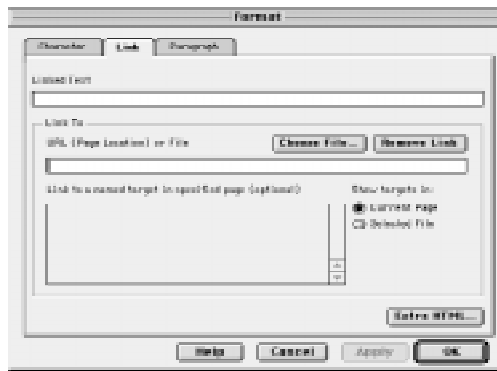 Format
Character Link Paragraph
Linked Text
Link To
URL (Page Location) or File Choose File... Remove Link
Link to a named target in specified page (optional) Show targets in:
Current Page
Selected File
Extra HTML...
Help Cancel Apply OK